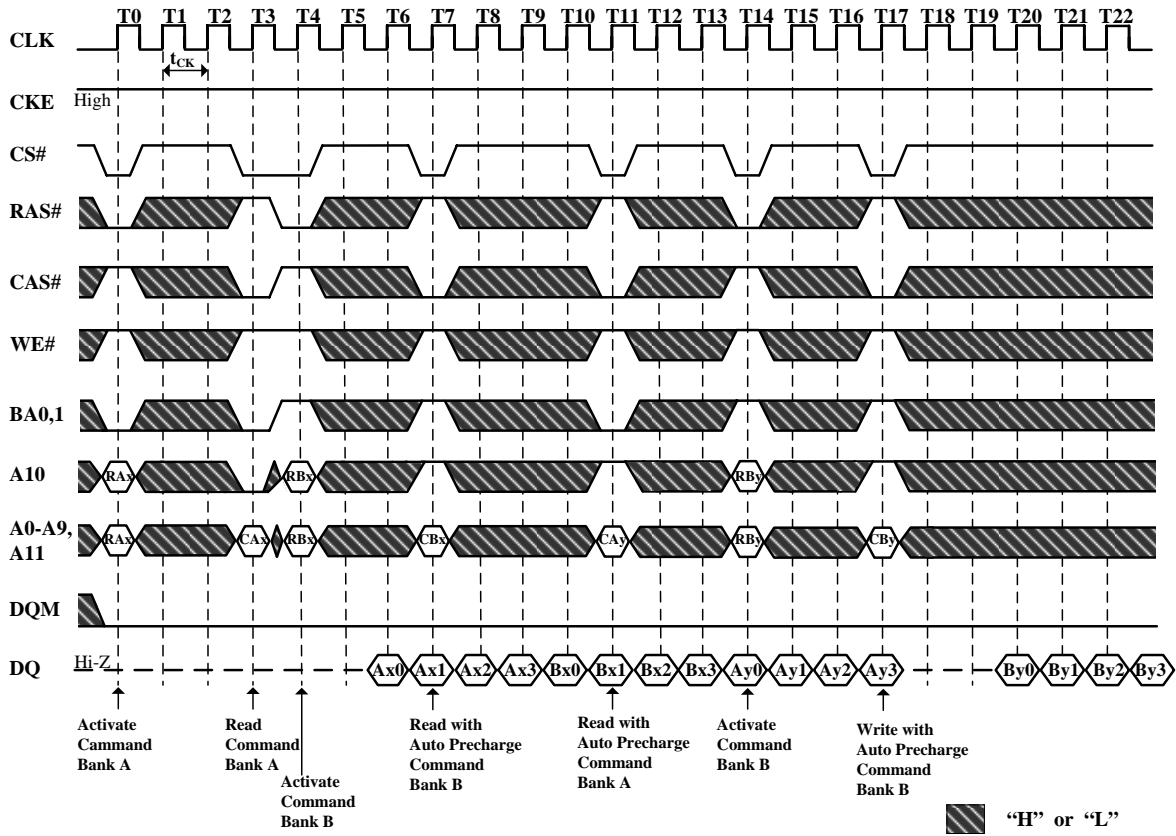 T0 T1 T2 T3 T4 T5 T6 T7 T8 T9 T10 T11 T12 T13 T14 T15 T16 T17 T18 T19 T20 T21 T22
CLK
tCK
CKE High
CS#
RAS#
CAS#
WE#
BA0,1
A10 RAx RBx RBy
A0-A9,
A11
RAx CAx RBx CBx CAy RBy CBy
DQM
DQ Hi-Z Ax0 Ax1 Ax2 Ax3 Bx0 Bx1 Bx2 Bx3 Ay0 Ay1 Ay2 Ay3 By0 By1 By2 By3
Activate
Cammand
Bank A
Read
Command
Bank A
Activate
Command
Bank B
Read with
Auto Precharge
Command
Bank B
Read with
Auto Precharge
Command
Bank A
Activate
Command
Bank B
Write with
Auto Precharge
Command
Bank B
“H” or “L”